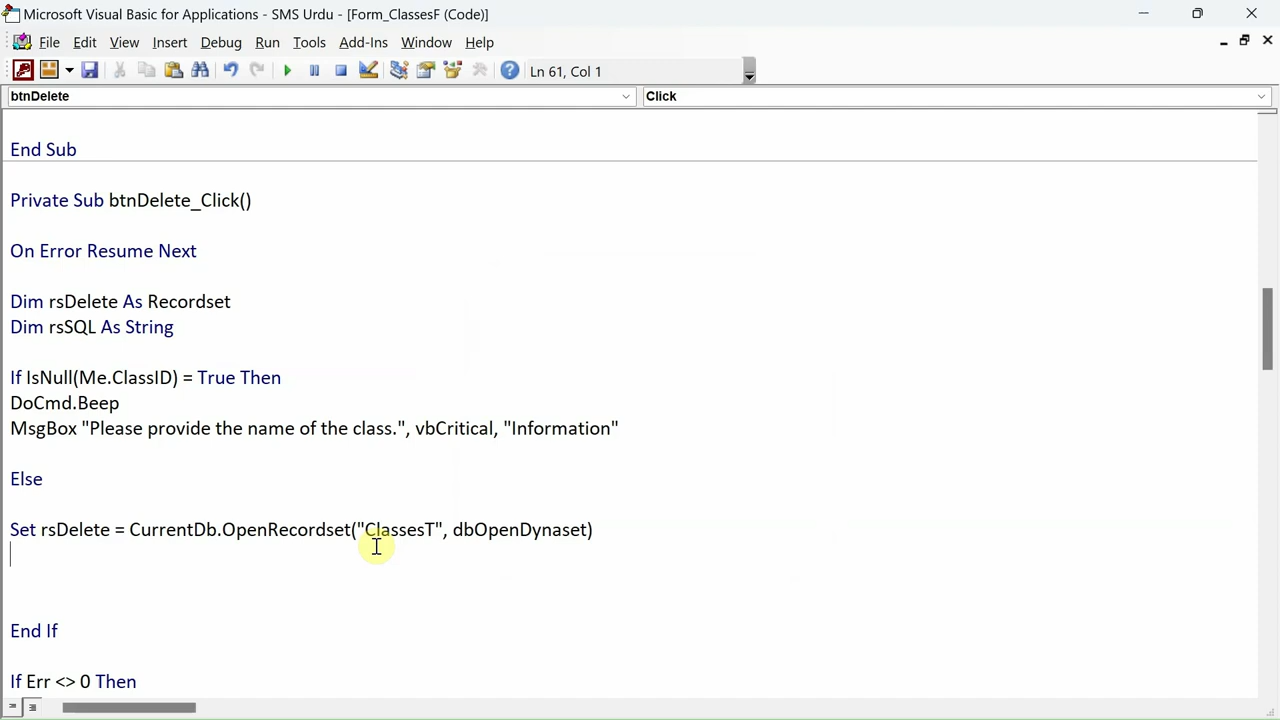 Microsoft Visual Basic for Applications - SMS Urdu - [Form_ClassesF (Code)]
File Edit View Insert Debug Run Tools Add-Ins Window Help
Ln 61, Col 1
btnDelete Click
End Sub
Private Sub btnDelete_Click()
On Error Resume Next
Dim rsDelete As Recordset
Dim rsSQL As String
If IsNull(Me.ClassID) = True Then
DoCmd.Beep
MsgBox "Please provide the name of the class.", vbCritical, "Information"
Else
Set rsDelete = CurrentDb.OpenRecordset("ClassesT", dbOpenDynaset)
End If
If Err <> 0 Then